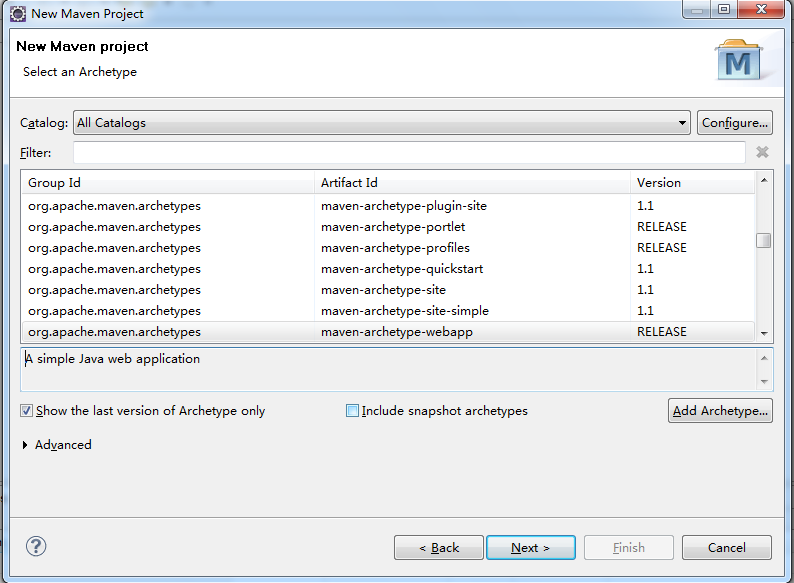 New Maven Project
New Maven project
Select an Archetype
M
Catalog: All Catalogs Configure...
Filter:
Group Id Artifact Id Version
org.apache.maven.archetypes maven-archetype-plugin-site 1.1
org.apache.maven.archetypes maven-archetype-portlet RELEASE
org.apache.maven.archetypes maven-archetype-profiles RELEASE
org.apache.maven.archetypes maven-archetype-quickstart 1.1
org.apache.maven.archetypes maven-archetype-site 1.1
org.apache.maven.archetypes maven-archetype-site-simple 1.1
org.apache.maven.archetypes maven-archetype-webapp RELEASE
A simple Java web application
Show the last version of Archetype only Include snapshot archetypes Add Archetype...
Advanced
? < Back Next > Finish Cancel